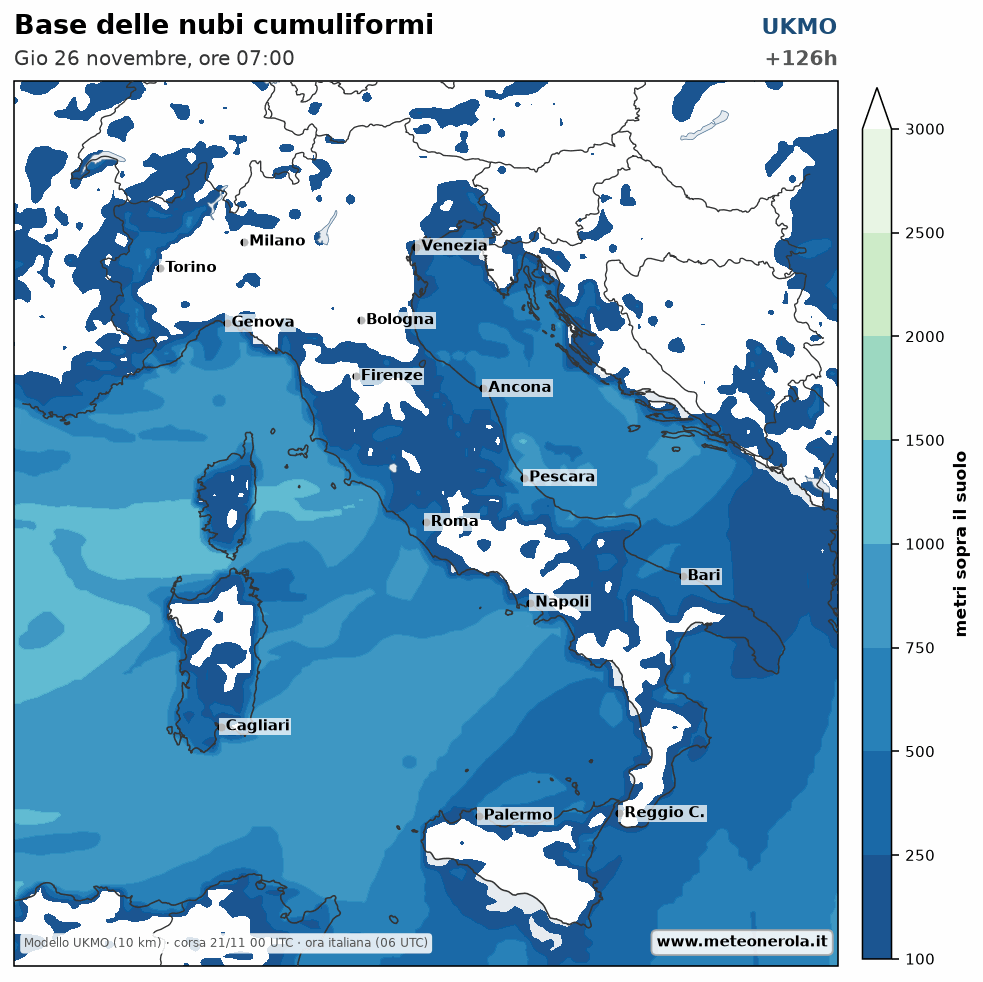 Base delle nubi cumuliformi
UKMO
Gio 26 novembre, ore 07:00
+126h
Milano
Venezia
Torino
Genova
Bologna
Firenze
Ancona
Pescara
Roma
Bari
Napoli
Cagliari
Palermo
Reggio C.
3000
2500
2000
1500
1000
750
500
250
100
metri sopra il suolo
Modello UKMO (10 km) · corsa 21/11 00 UTC · ora italiana (06 UTC)
www.meteonerola.it